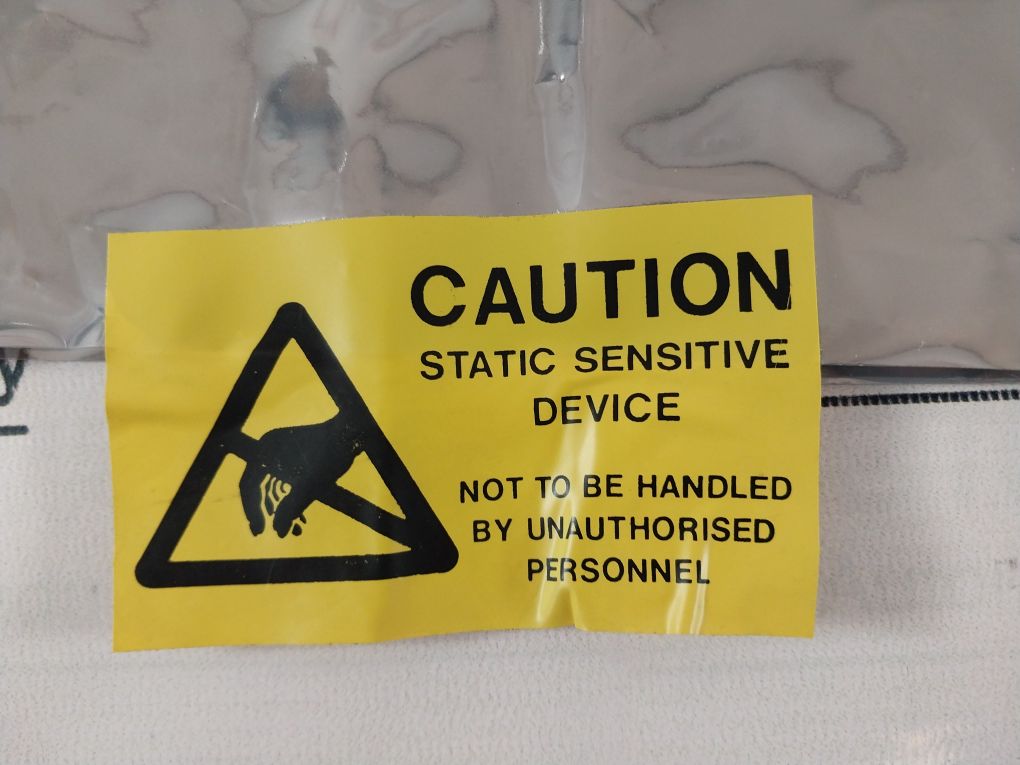 CAUTION
STATIC SENSITIVE
DEVICE
NOT TO BE HANDLED
BY UNAUTHORISED
PERSONNEL